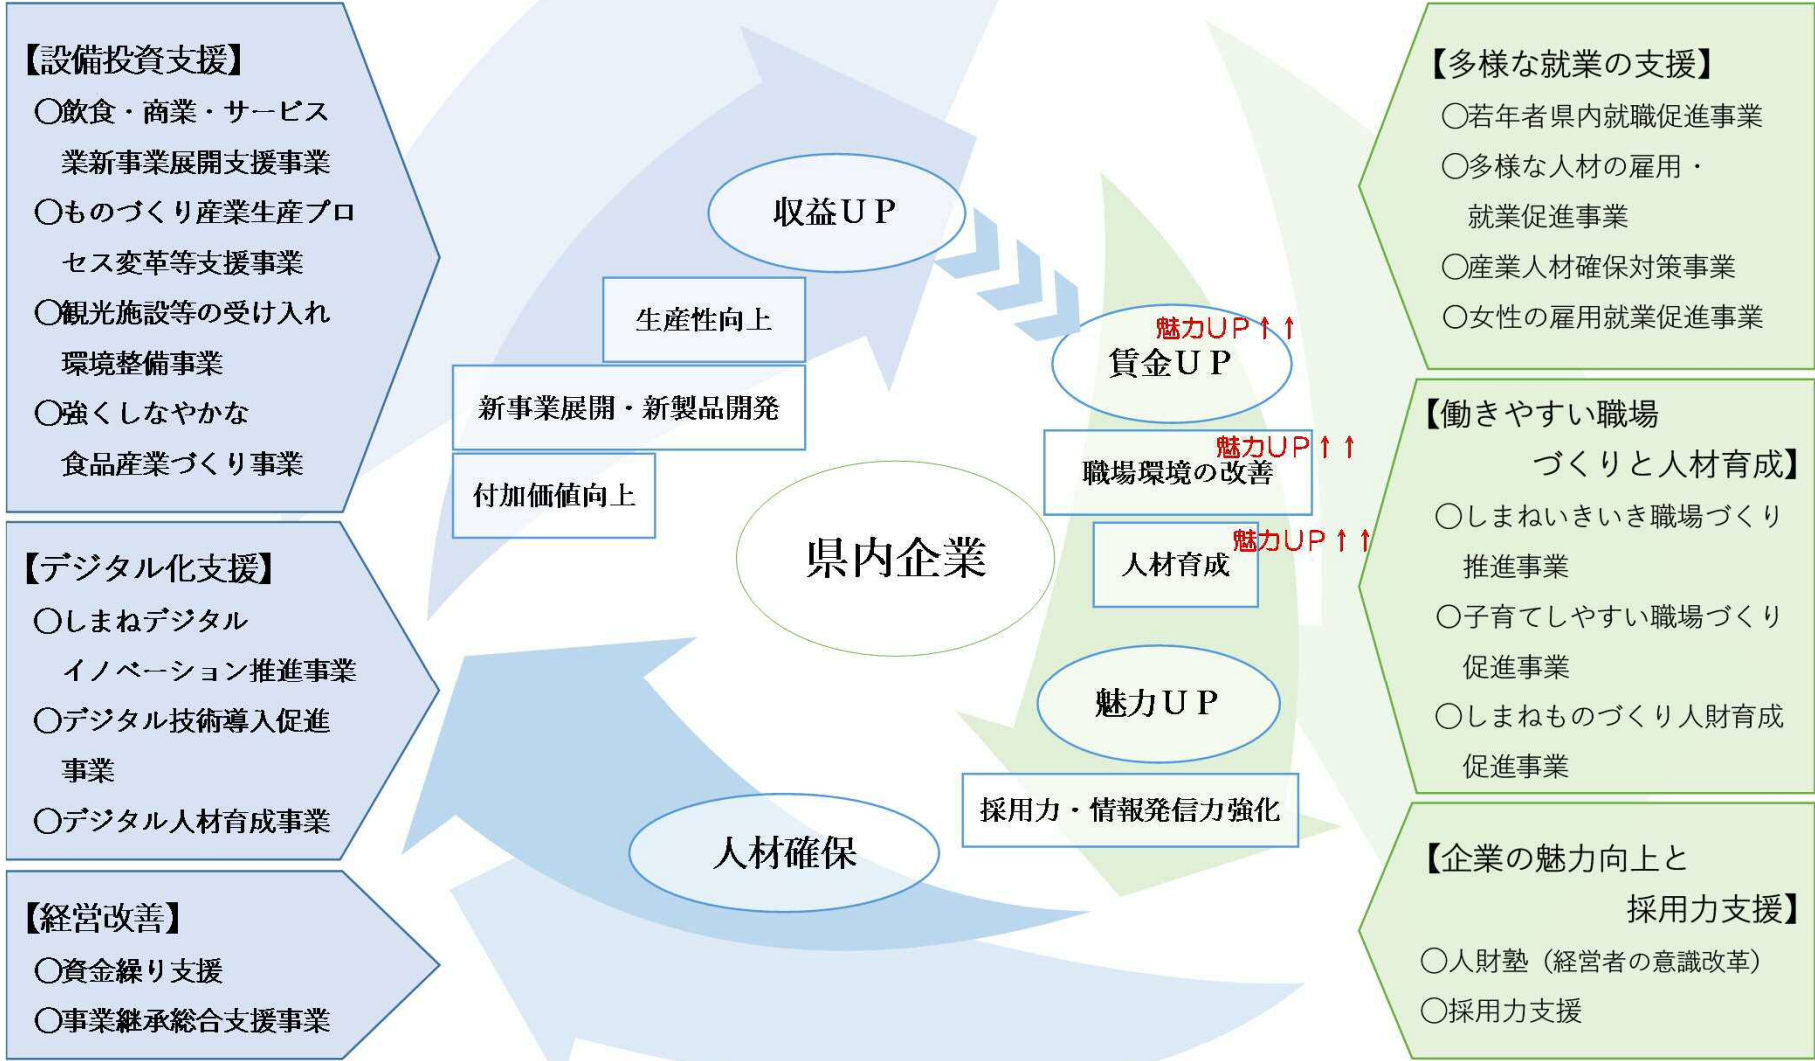 【設備投資支援】
○飲食・商業・サービス
業新事業展開支援事業
○ものづくり産業生産プロ
セス変革等支援事業
○観光施設等の受け入れ
環境整備事業
○強くしなやかな
食品産業づくり事業
【デジタル化支援】
○しまねデジタル
イノベーション推進事業
○デジタル技術導入促進
事業
○デジタル人材育成事業
【経営改善】
○資金繰り支援
○事業継承総合支援事業
収益UP
生産性向上
新事業展開・新製品開発
付加価値向上
県内企業
魅力UP↑↑
賃金UP
魅力UP↑↑
職場環境の改善
魅力UP↑↑
人材育成
魅力UP
採用力・情報発信力強化
人材確保
【多様な就業の支援】
○若年者県内就職促進事業
○多様な人材の雇用・
就業促進事業
○産業人材確保対策事業
○女性の雇用就業促進事業
【働きやすい職場
づくりと人材育成】
○しまねいきいき職場づくり
推進事業
○子育てしやすい職場づくり
促進事業
○しまねものづくり人財育成
促進事業
【企業の魅力向上と
採用力支援】
○人財塾（経営者の意識改革）
○採用力支援